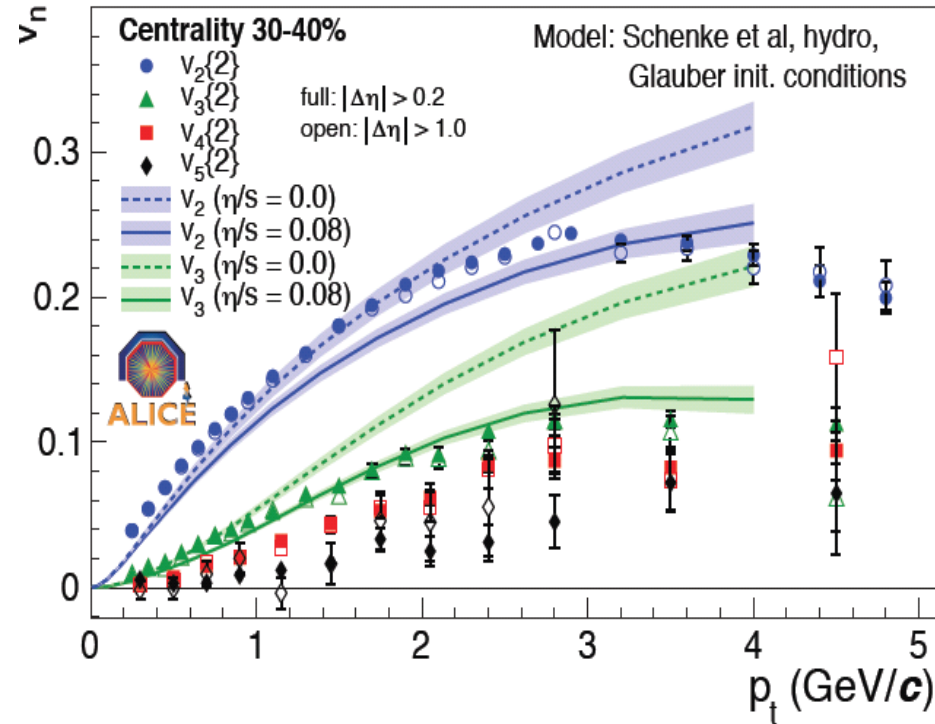 vn
Centrality 30-40%
v2{2}
v3{2}
v4{2}
v5{2}
full: |Δη| > 0.2
open: |Δη| > 1.0
v2 (η/s = 0.0)
v2 (η/s = 0.08)
v3 (η/s = 0.0)
v3 (η/s = 0.08)
Model: Schenke et al, hydro,
Glauber init. conditions
ALICE
0.3
0.2
0.1
0
0 1 2 3 4 5
pt (GeV/c)